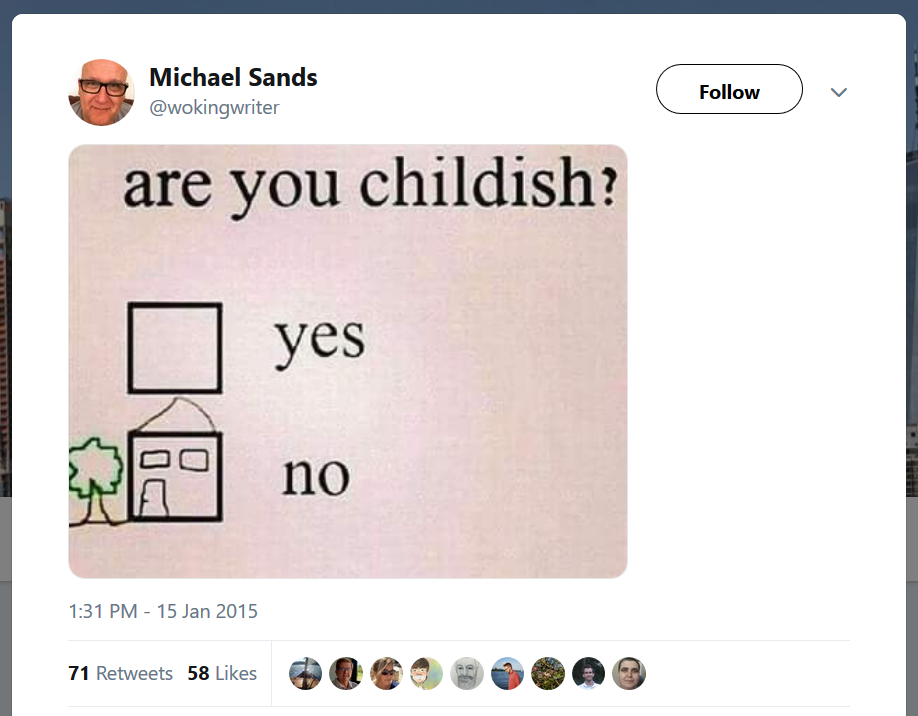 Michael Sands
@wokingwriter
Follow
are you childish?
yes
no
1:31 PM - 15 Jan 2015
71 Retweets 58 Likes